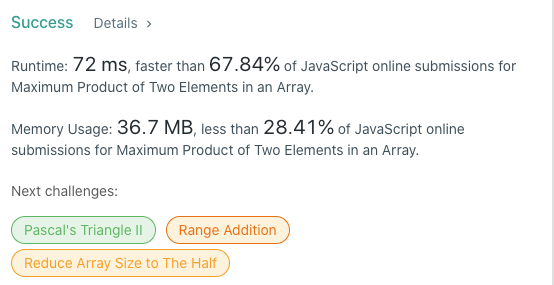 Success Details >
Runtime: 72 ms, faster than 67.84% of JavaScript online submissions for
Maximum Product of Two Elements in an Array.
Memory Usage: 36.7 MB, less than 28.41% of JavaScript online
submissions for Maximum Product of Two Elements in an Array.
Next challenges:
Pascal's Triangle II Range Addition
Reduce Array Size to The Half